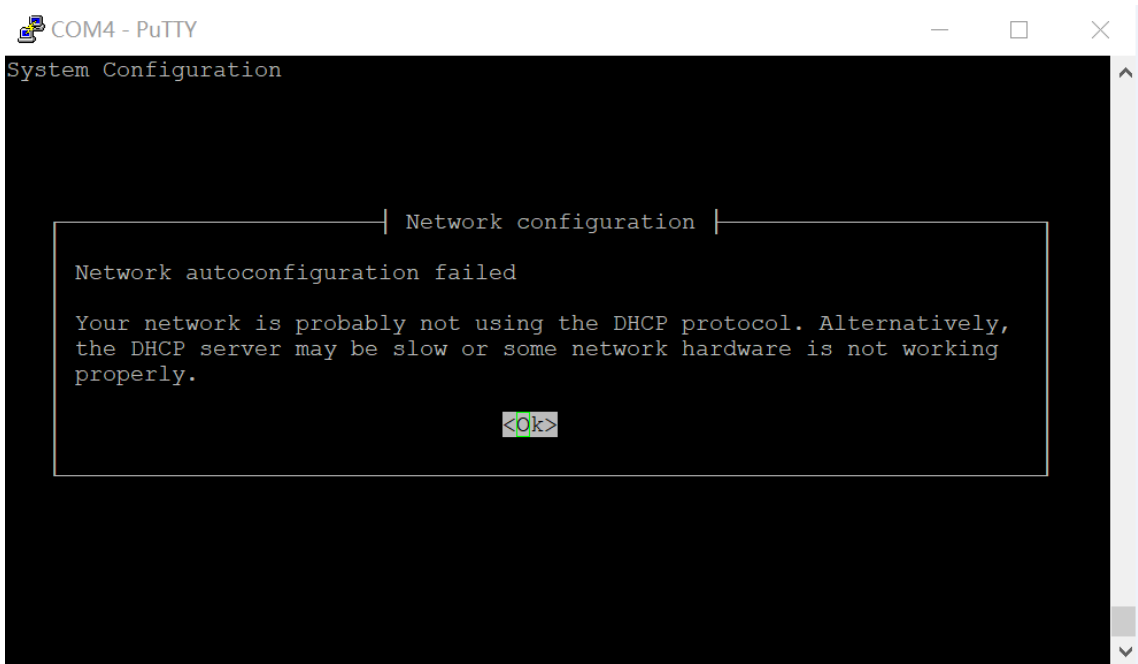 COM4 - PuTTY
System Configuration
Network configuration
Network autoconfiguration failed
Your network is probably not using the DHCP protocol. Alternatively,
the DHCP server may be slow or some network hardware is not working
properly.
<Ok>